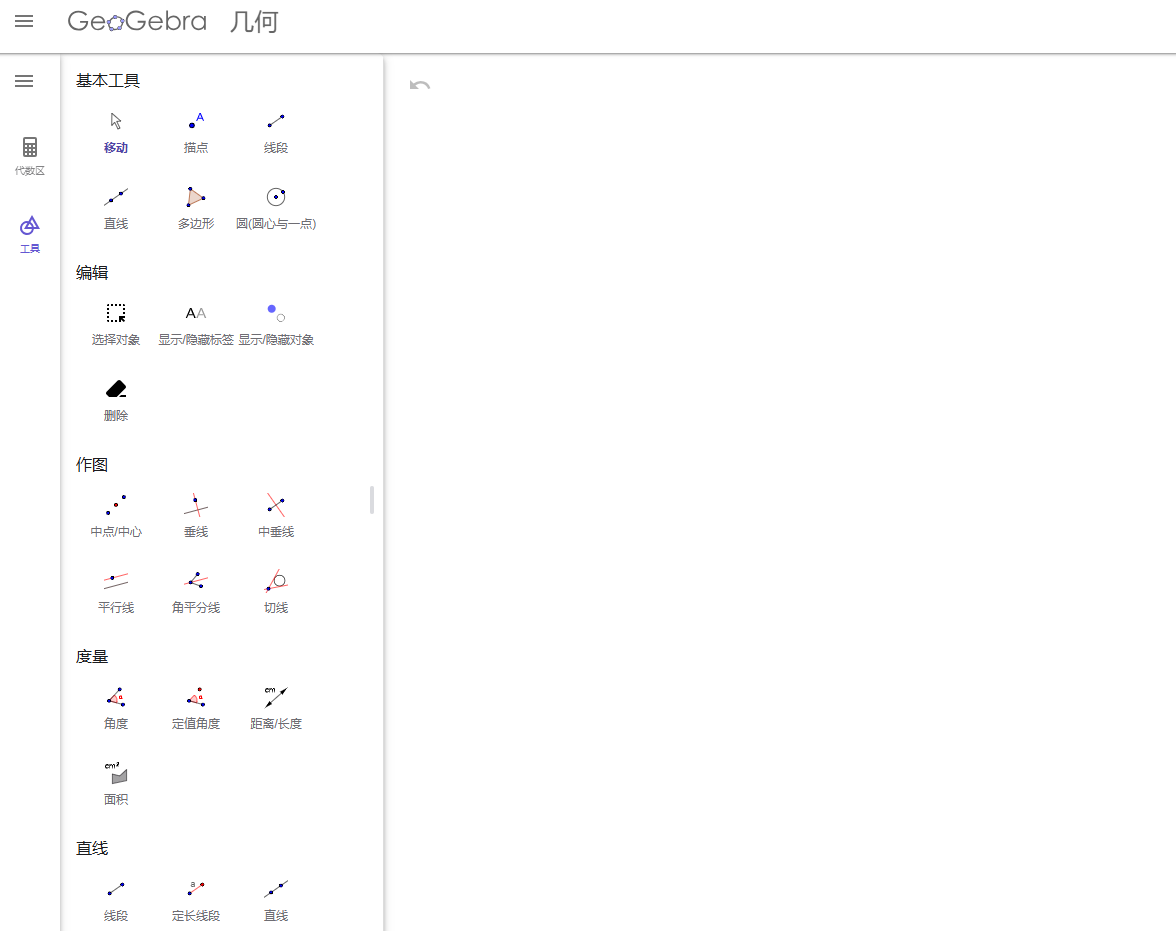 GeoGebra 几何
基本工具
A
移动 描点 线段
直线 多边形 圆(圆心与一点)
代数区
工具
编辑
AA
选择对象 显示/隐藏标签 显示/隐藏对象
删除
作图
中点/中心 垂线 中垂线
平行线 角平分线 切线
度量
α α cm
角度 定值角度 距离/长度
cm²
面积
直线
a
线段 定长线段 直线